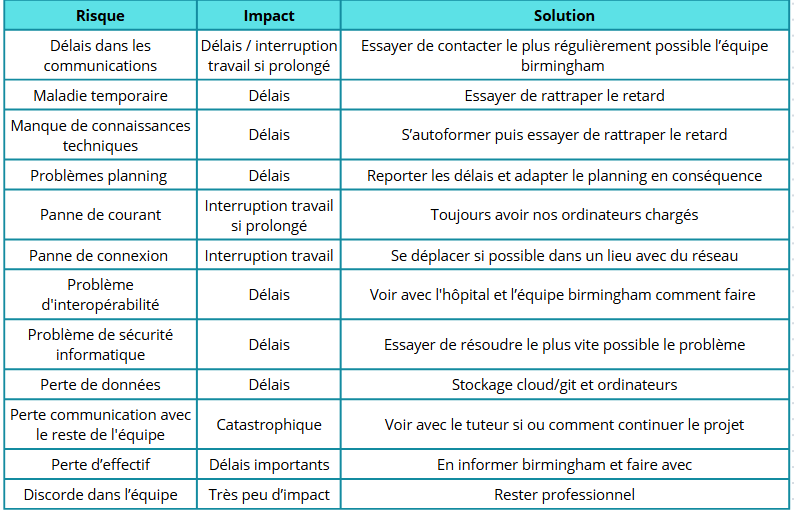 Risque Impact Solution
Délais dans les communications Délais / interruption travail si prolongé Essayer de contacter le plus régulièrement possible l’équipe birmingham
Maladie temporaire Délais Essayer de rattraper le retard
Manque de connaissances techniques Délais S’autoformer puis essayer de rattraper le retard
Problèmes planning Délais Reporter les délais et adapter le planning en conséquence
Panne de courant Interruption travail si prolongé Toujours avoir nos ordinateurs chargés
Panne de connexion Interruption travail Se déplacer si possible dans un lieu avec du réseau
Problème d'interopérabilité Délais Voir avec l'hôpital et l’équipe birmingham comment faire
Problème de sécurité informatique Délais Essayer de résoudre le plus vite possible le problème
Perte de données Délais Stockage cloud/git et ordinateurs
Perte communication avec le reste de l'équipe Catastrophique Voir avec le tuteur si ou comment continuer le projet
Perte d’effectif Délais importants En informer birmingham et faire avec
Discorde dans l’équipe Très peu d’impact Rester professionnel